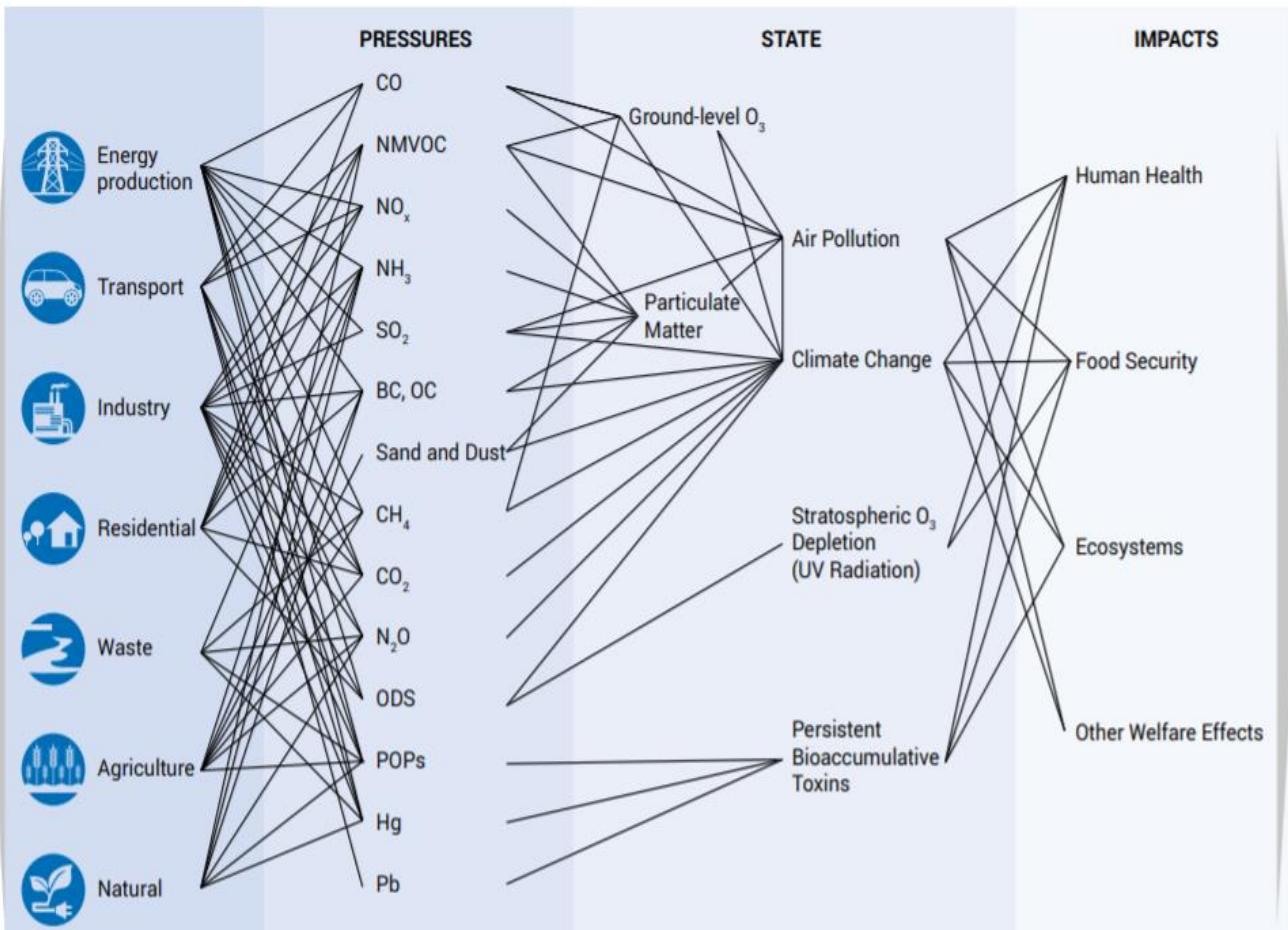 PRESSURES
STATE
IMPACTS
Energy
production
Transport
Industry
Residential
Waste
Agriculture
Natural
CO
NMVOC
NOₓ
NH₃
SO₂
BC, OC
Sand and Dust
CH₄
CO₂
N₂O
ODS
POPs
Hg
Pb
Ground-level O₃
Particulate
Matter
Air Pollution
Climate Change
Stratospheric O₃
Depletion
(UV Radiation)
Persistent
Bioaccumulative
Toxins
Human Health
Food Security
Ecosystems
Other Welfare Effects